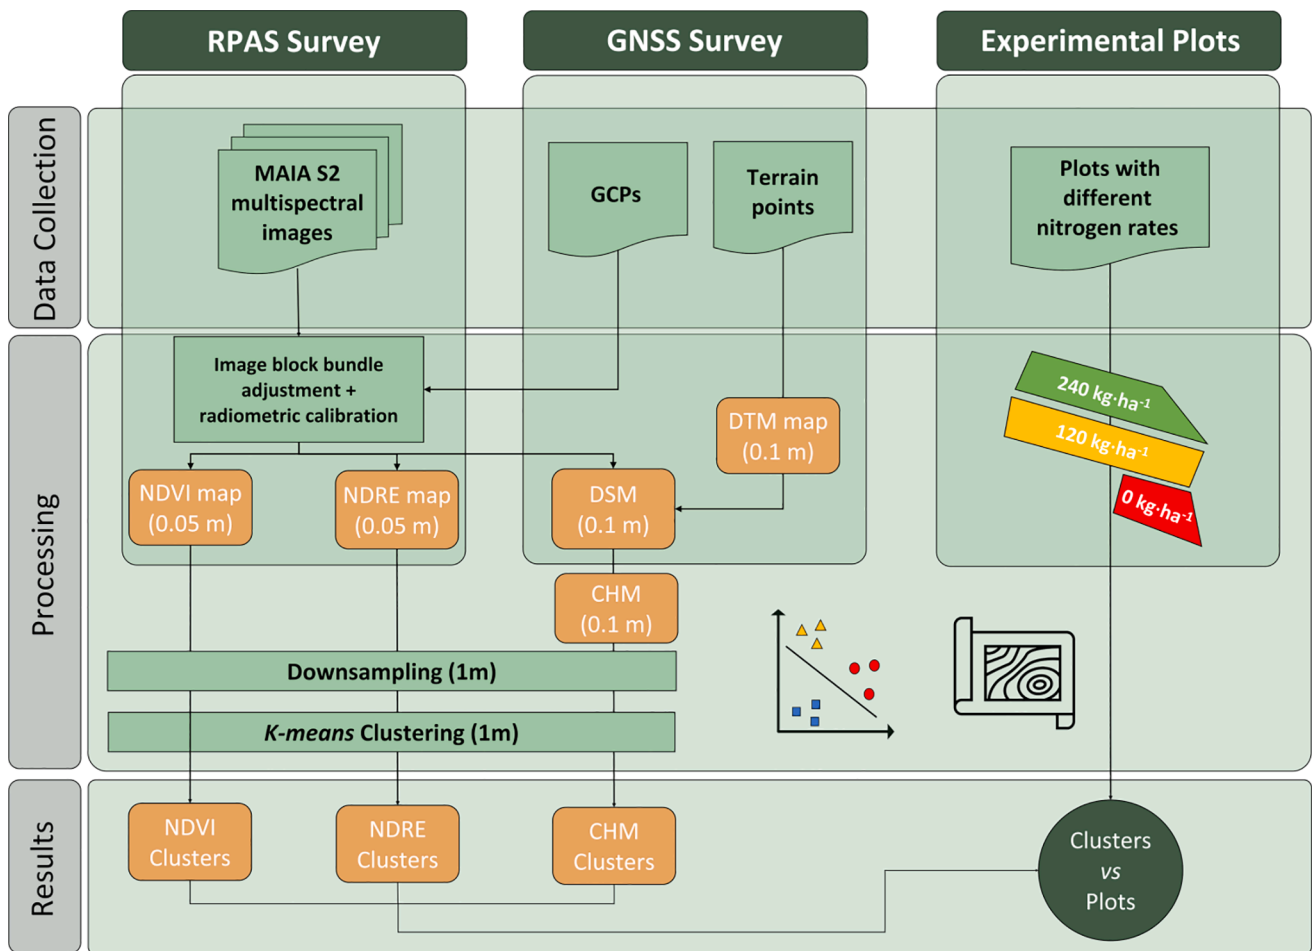 RPAS Survey
GNSS Survey
Experimental Plots
Data Collection
MAIA S2
multispectral
images
GCPs
Terrain
points
Plots with
different
nitrogen rates
Processing
Image block bundle
adjustment +
radiometric calibration
240 kg·ha⁻¹
120 kg·ha⁻¹
0 kg·ha⁻¹
DTM map
(0.1 m)
NDVI map
(0.05 m)
NDRE map
(0.05 m)
DSM
(0.1 m)
CHM
(0.1 m)
Downsampling (1m)
K-means Clustering (1m)
Results
NDVI
Clusters
NDRE
Clusters
CHM
Clusters
Clusters
vs
Plots